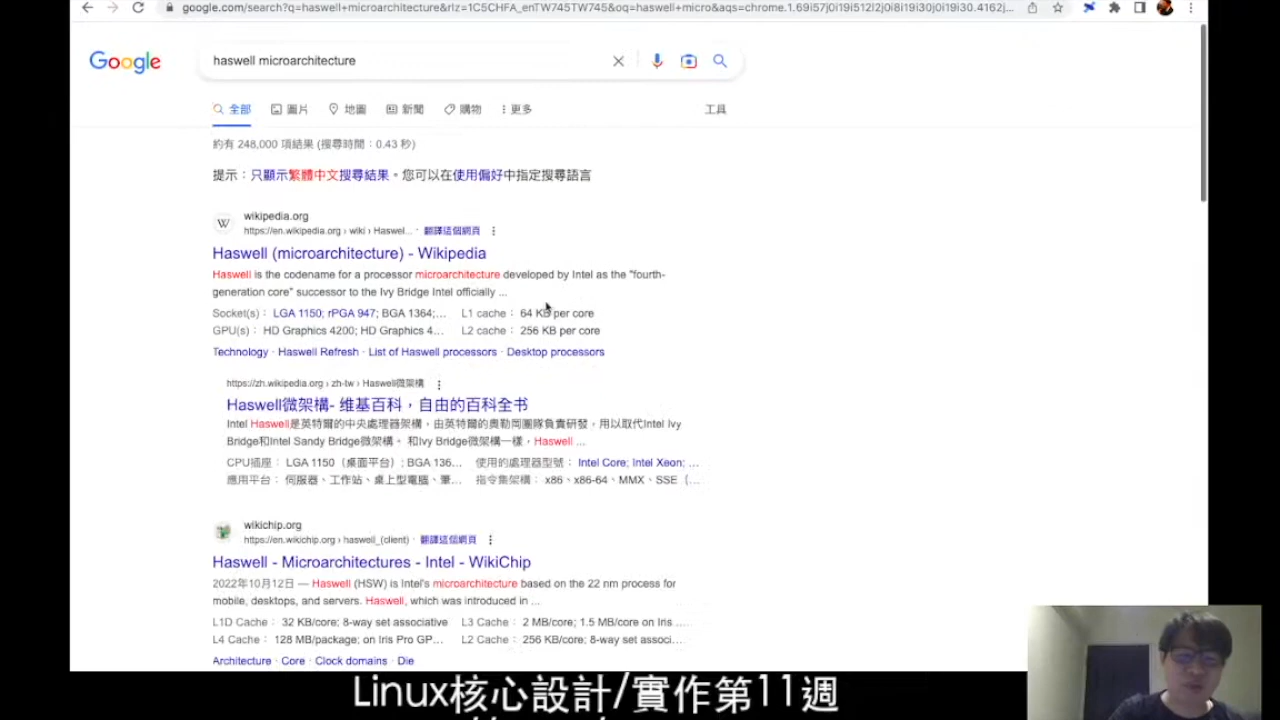 google.com/search?q=haswell+microarchitecture&rlz=1C5CHFA_enTW745TW745&oq=haswell+micro&aqs=chrome.1.69i57j0i19i512l2j0i8i19i30j0i19i30.4162j...
Google
haswell microarchitecture
全部 圖片 地圖 新聞 購物 更多 工具
約有 248,000 項結果 (搜尋時間：0.43 秒)
提示：只顯示繁體中文搜尋結果。您可以在使用偏好中指定搜尋語言
W wikipedia.org
https://en.wikipedia.org › wiki › Haswel... · 翻譯這個網頁
Haswell (microarchitecture) - Wikipedia
Haswell is the codename for a processor microarchitecture developed by Intel as the "fourth-
generation core" successor to the Ivy Bridge Intel officially ...
Socket(s)： LGA 1150; rPGA 947; BGA 1364;... L1 cache： 64 KB per core
GPU(s)： HD Graphics 4200; HD Graphics 4... L2 cache： 256 KB per core
Technology · Haswell Refresh · List of Haswell processors · Desktop processors
https://zh.wikipedia.org › zh-tw › Haswell微架構
Haswell微架構- 维基百科，自由的百科全书
Intel Haswell是英特爾的中央處理器架構，由英特爾的奧勒岡團隊負責研發，用以取代Intel Ivy
Bridge和Intel Sandy Bridge微架構。 和Ivy Bridge微架構一樣，Haswell ...
CPU插座： LGA 1150（桌面平台）; BGA 136... 使用的處理器型號： Intel Core; Intel Xeon; ...
應用平台： 伺服器、工作站、桌上型電腦、筆... 指令集架構： x86、x86-64、MMX、SSE（...
wikichip.org
https://en.wikichip.org › haswell_(client) · 翻譯這個網頁
Haswell - Microarchitectures - Intel - WikiChip
2022年10月12日 — Haswell (HSW) is Intel's microarchitecture based on the 22 nm process for
mobile, desktops, and servers. Haswell, which was introduced in ...
L1D Cache： 32 KB/core; 8-way set associative L3 Cache： 2 MB/core; 1.5 MB/core on Iris ...
L4 Cache： 128 MB/package; on Iris Pro GP... L2 Cache： 256 KB/core; 8-way set associ...
Architecture · Core · Clock domains · Die
Linux核心設計/實作第11週